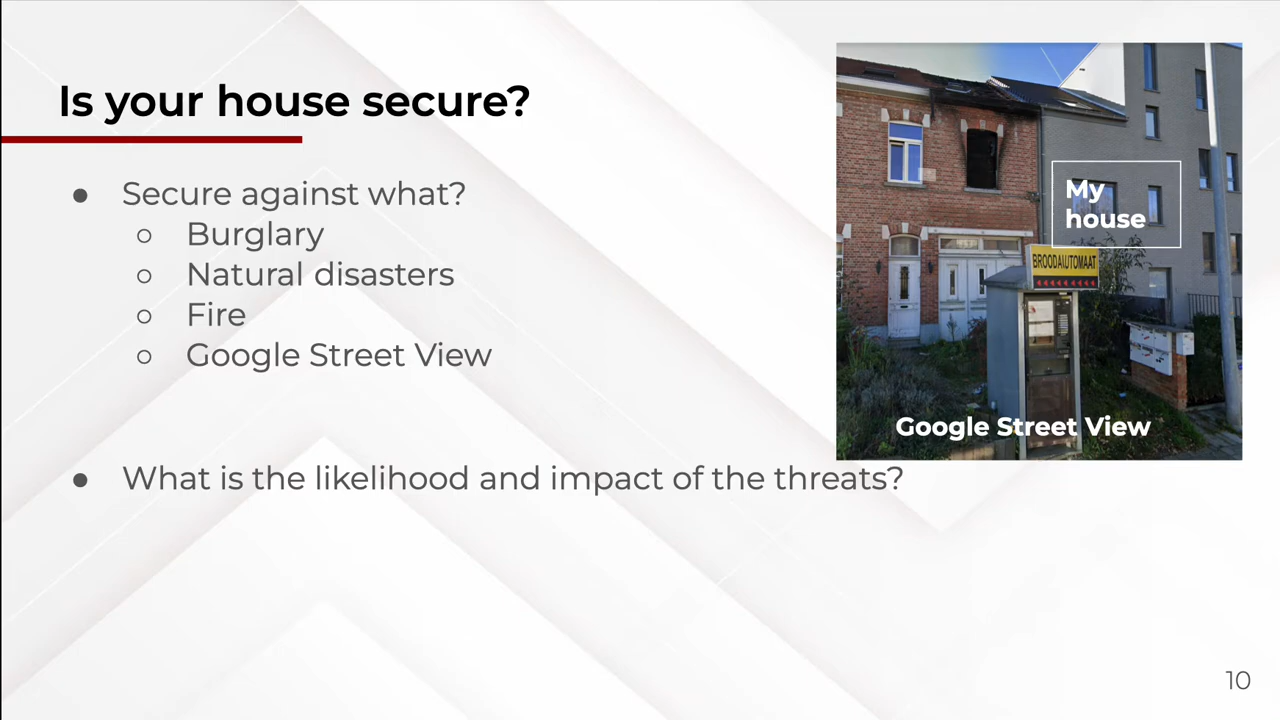 Is your house secure?
● Secure against what?
○ Burglary
○ Natural disasters
○ Fire
○ Google Street View
● What is the likelihood and impact of the threats?
My
house
BROODAUTOMAAT
Google Street View
10